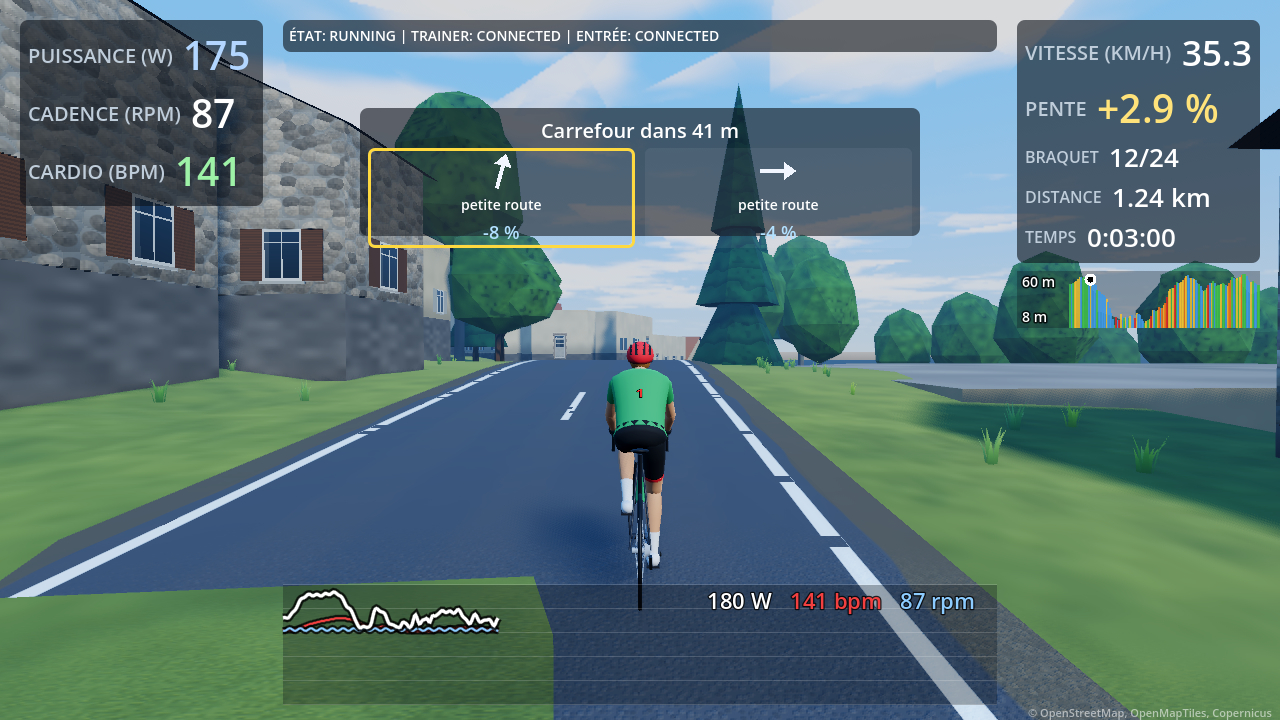 PUISSANCE (W) 175
CADENCE (RPM) 87
CARDIO (BPM) 141
ÉTAT: RUNNING | TRAINER: CONNECTED | ENTRÉE: CONNECTED
Carrefour dans 41 m
petite route
-8 %
petite route
-4 %
VITESSE (KM/H) 35.3
PENTE +2.9 %
BRAQUET 12/24
DISTANCE 1.24 km
TEMPS 0:03:00
60 m
8 m
1
180 W 141 bpm 87 rpm
© OpenStreetMap, OpenMapTiles, Copernicus